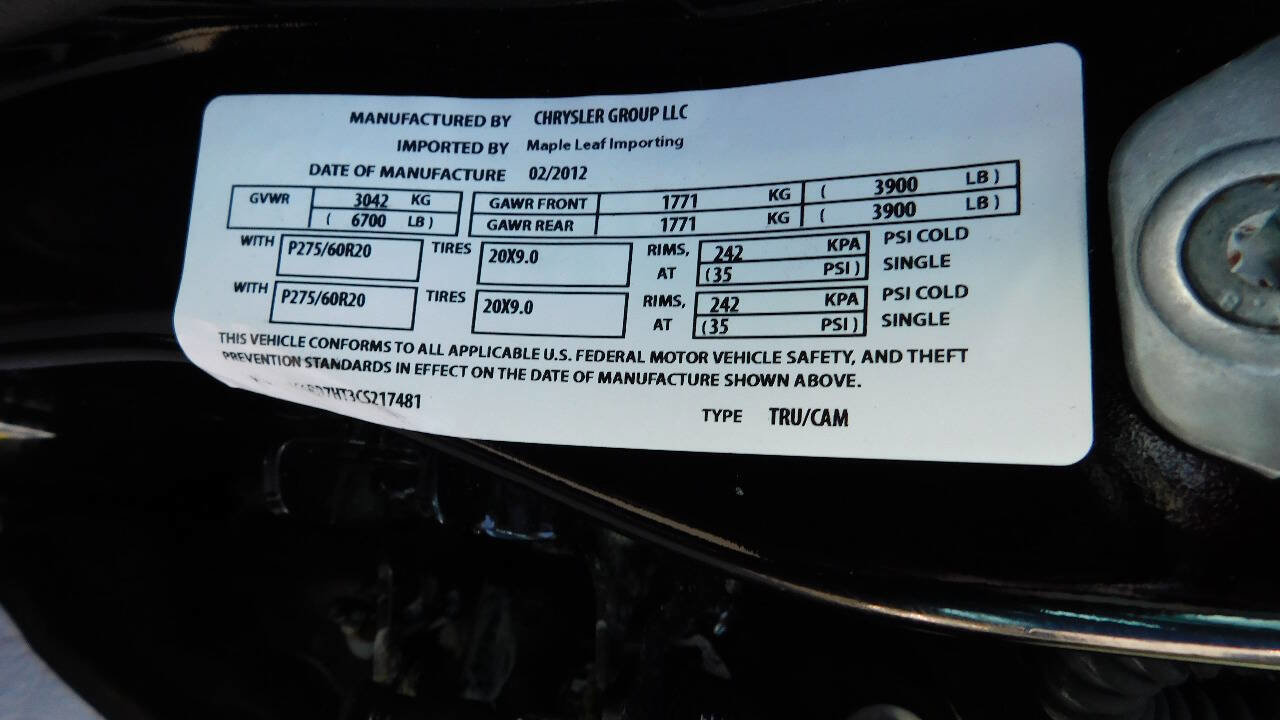 MANUFACTURED BY CHRYSLER GROUP LLC
IMPORTED BY Maple Leaf Importing
DATE OF MANUFACTURE 02/2012
GVWR 3042 KG ( 6700 LB )
GAWR FRONT 1771 KG ( 3900 LB )
GAWR REAR 1771 KG ( 3900 LB )
WITH P275/60R20 TIRES 20X9.0 RIMS, AT 242 KPA (35 PSI ) PSI COLD SINGLE
WITH P275/60R20 TIRES 20X9.0 RIMS, AT 242 KPA (35 PSI ) PSI COLD SINGLE
THIS VEHICLE CONFORMS TO ALL APPLICABLE U.S. FEDERAL MOTOR VEHICLE SAFETY, AND THEFT
PREVENTION STANDARDS IN EFFECT ON THE DATE OF MANUFACTURE SHOWN ABOVE.
TYPE TRU/CAM